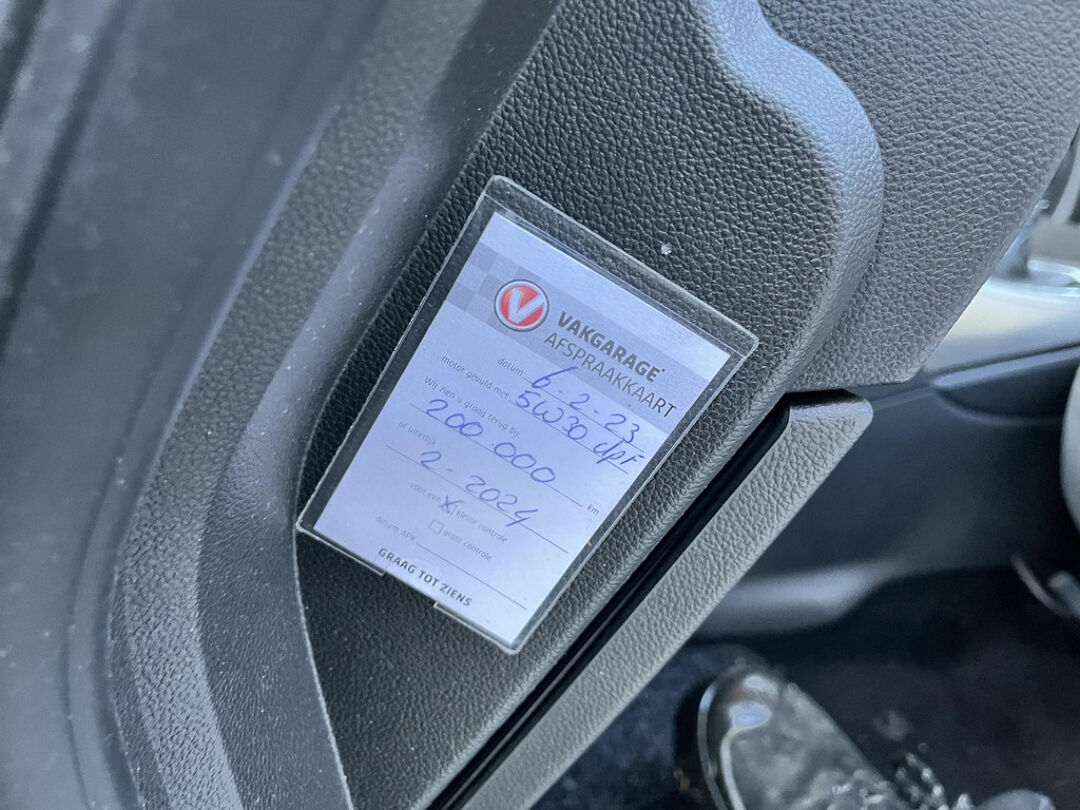 V
VAKGARAGE
AFSPRAAKKAART
datum 6-2-23
motor gevuld met 5W30 dpf
Wij zien u graag terug bij
200.000 km
of uiterlijk 2-2024
voor een X kleine controle
grote controle
datum APK
GRAAG TOT ZIENS